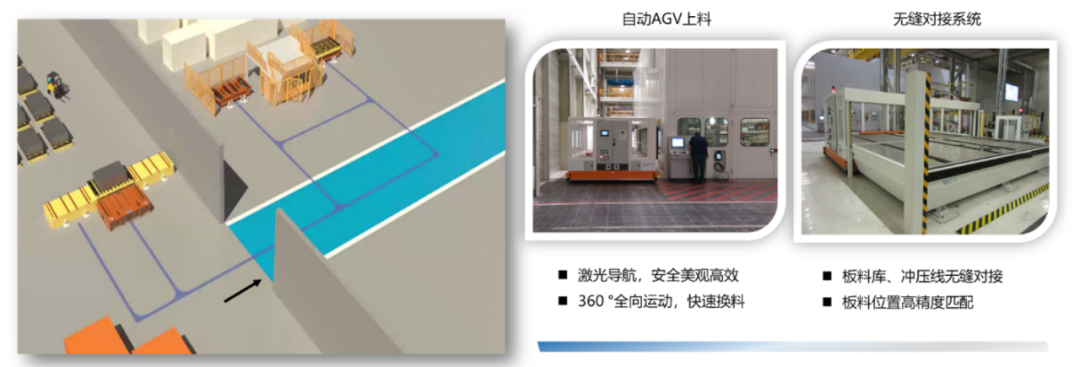 自动AGV上料
无缝对接系统
■ 激光导航，安全美观高效
■ 360 °全向运动，快速换料
■ 板料库、冲压线无缝对接
■ 板料位置高精度匹配